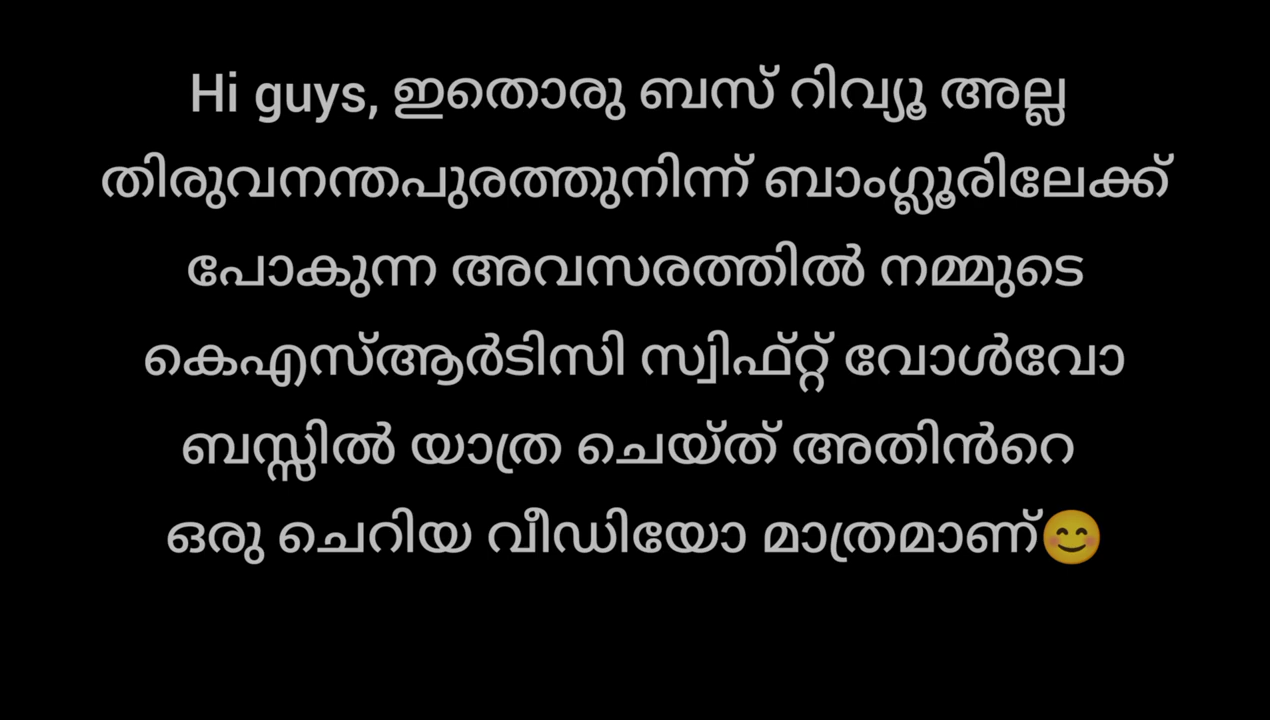 Hi guys, ഇതൊരു ബസ് റിവ്യൂ അല്ല
തിരുവനന്തപുരത്തുനിന്ന് ബാംഗ്ലൂരിലേക്ക്
പോകുന്ന അവസരത്തിൽ നമ്മുടെ
കെഎസ്ആർടിസി സ്വിഫ്റ്റ് വോൾവോ
ബസ്സിൽ യാത്ര ചെയ്ത് അതിൻറെ
ഒരു ചെറിയ വീഡിയോ മാത്രമാണ്😊